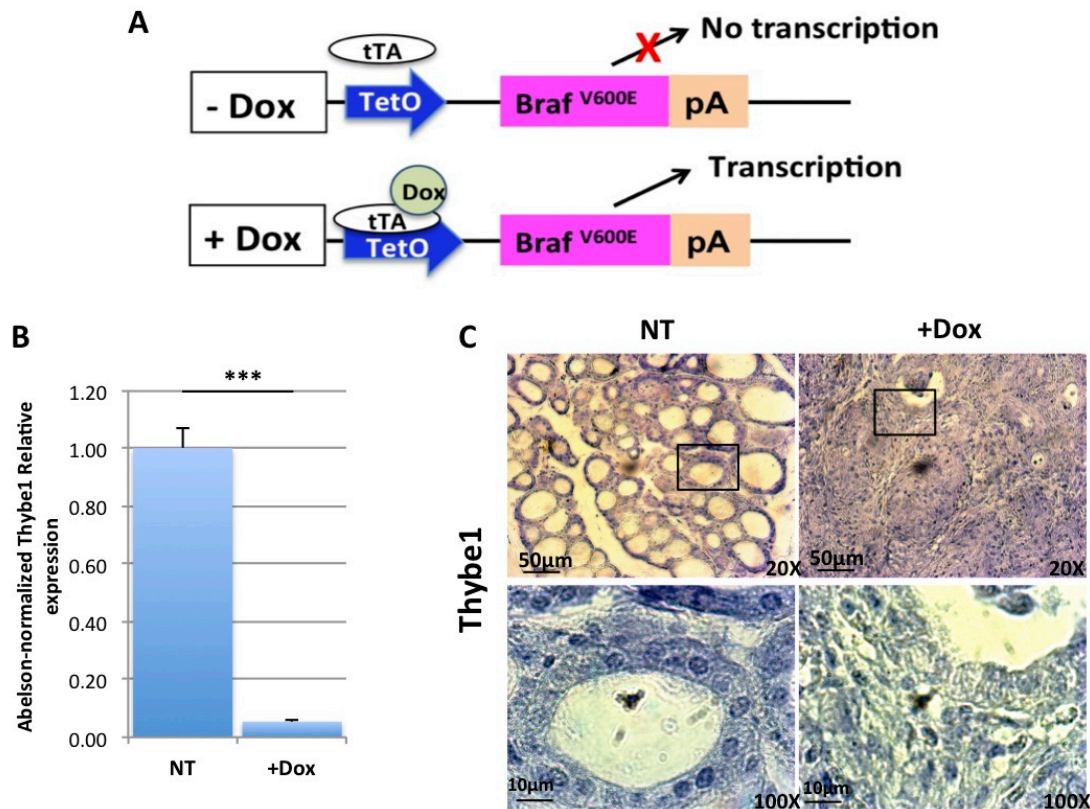 A
tTA
No transcription
X
- Dox
TetO
Braf V600E
pA
Transcription
Dox
tTA
+ Dox
TetO
Braf V600E
pA
B
Abelson-normalized Thybe1 Relative
expression
***
1.20
1.00
0.80
0.60
0.40
0.20
0.00
NT
+Dox
C
NT
+Dox
Thybe1
50µm
20X
50µm
20X
10µm
100X
10µm
100X